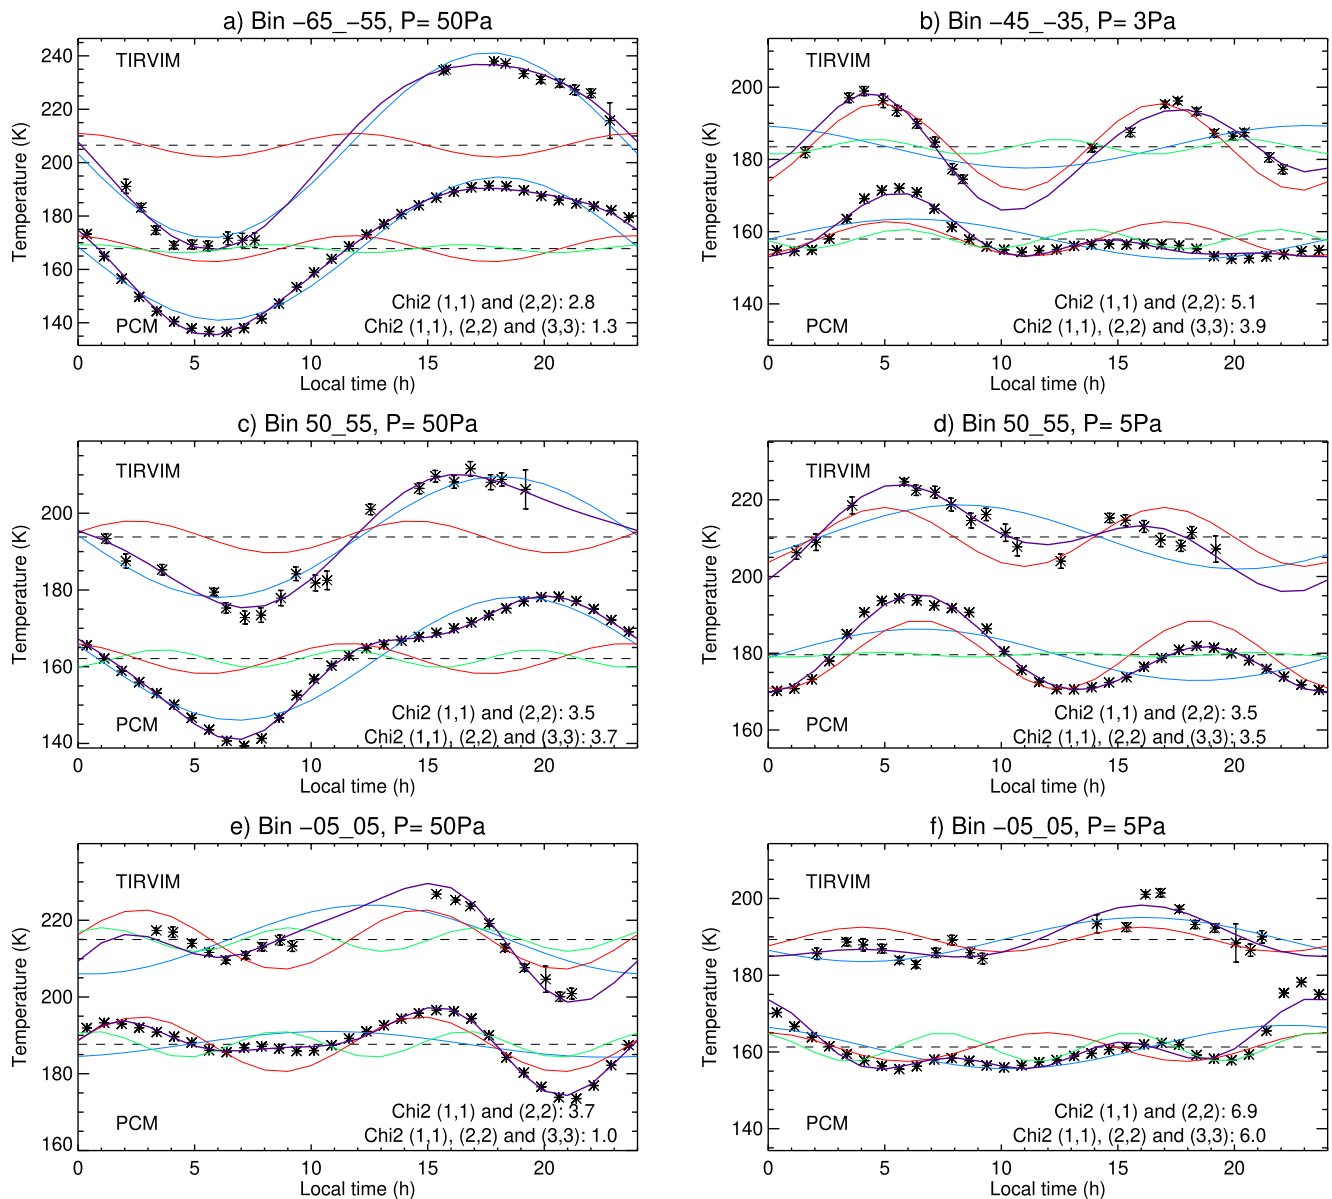 a) Bin −65_−55, P= 50Pa
TIRVIM
240
220
200
180
160
140
Temperature (K)
Chi2 (1,1) and (2,2): 2.8
PCM
Chi2 (1,1), (2,2) and (3,3): 1.3
0 5 10 15 20
Local time (h)
b) Bin −45_−35, P= 3Pa
TIRVIM
200
180
160
140
Temperature (K)
Chi2 (1,1) and (2,2): 5.1
PCM
Chi2 (1,1), (2,2) and (3,3): 3.9
0 5 10 15 20
Local time (h)
c) Bin 50_55, P= 50Pa
TIRVIM
200
180
160
140
Temperature (K)
Chi2 (1,1) and (2,2): 3.5
PCM
Chi2 (1,1), (2,2) and (3,3): 3.7
0 5 10 15 20
Local time (h)
d) Bin 50_55, P= 5Pa
TIRVIM
220
200
180
160
Temperature (K)
Chi2 (1,1) and (2,2): 3.5
PCM
Chi2 (1,1), (2,2) and (3,3): 3.5
0 5 10 15 20
Local time (h)
e) Bin −05_05, P= 50Pa
TIRVIM
220
200
180
160
Temperature (K)
Chi2 (1,1) and (2,2): 3.7
PCM
Chi2 (1,1), (2,2) and (3,3): 1.0
0 5 10 15 20
Local time (h)
f) Bin −05_05, P= 5Pa
TIRVIM
200
180
160
140
Temperature (K)
Chi2 (1,1) and (2,2): 6.9
PCM
Chi2 (1,1), (2,2) and (3,3): 6.0
0 5 10 15 20
Local time (h)